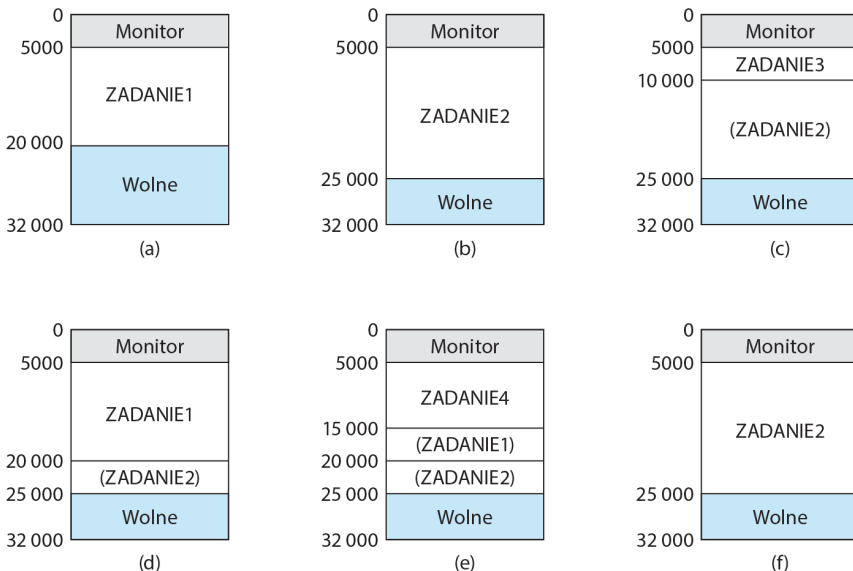 0
Monitor
5000
ZADANIE1
20 000
Wolne
32 000
(a)
0
Monitor
5000
ZADANIE2
25 000
Wolne
32 000
(b)
0
Monitor
5000
ZADANIE3
10 000
(ZADANIE2)
25 000
Wolne
32 000
(c)
0
Monitor
5000
ZADANIE1
20 000
(ZADANIE2)
25 000
Wolne
32 000
(d)
0
Monitor
5000
ZADANIE4
15 000
(ZADANIE1)
20 000
(ZADANIE2)
25 000
Wolne
32 000
(e)
0
Monitor
5000
ZADANIE2
25 000
Wolne
32 000
(f)